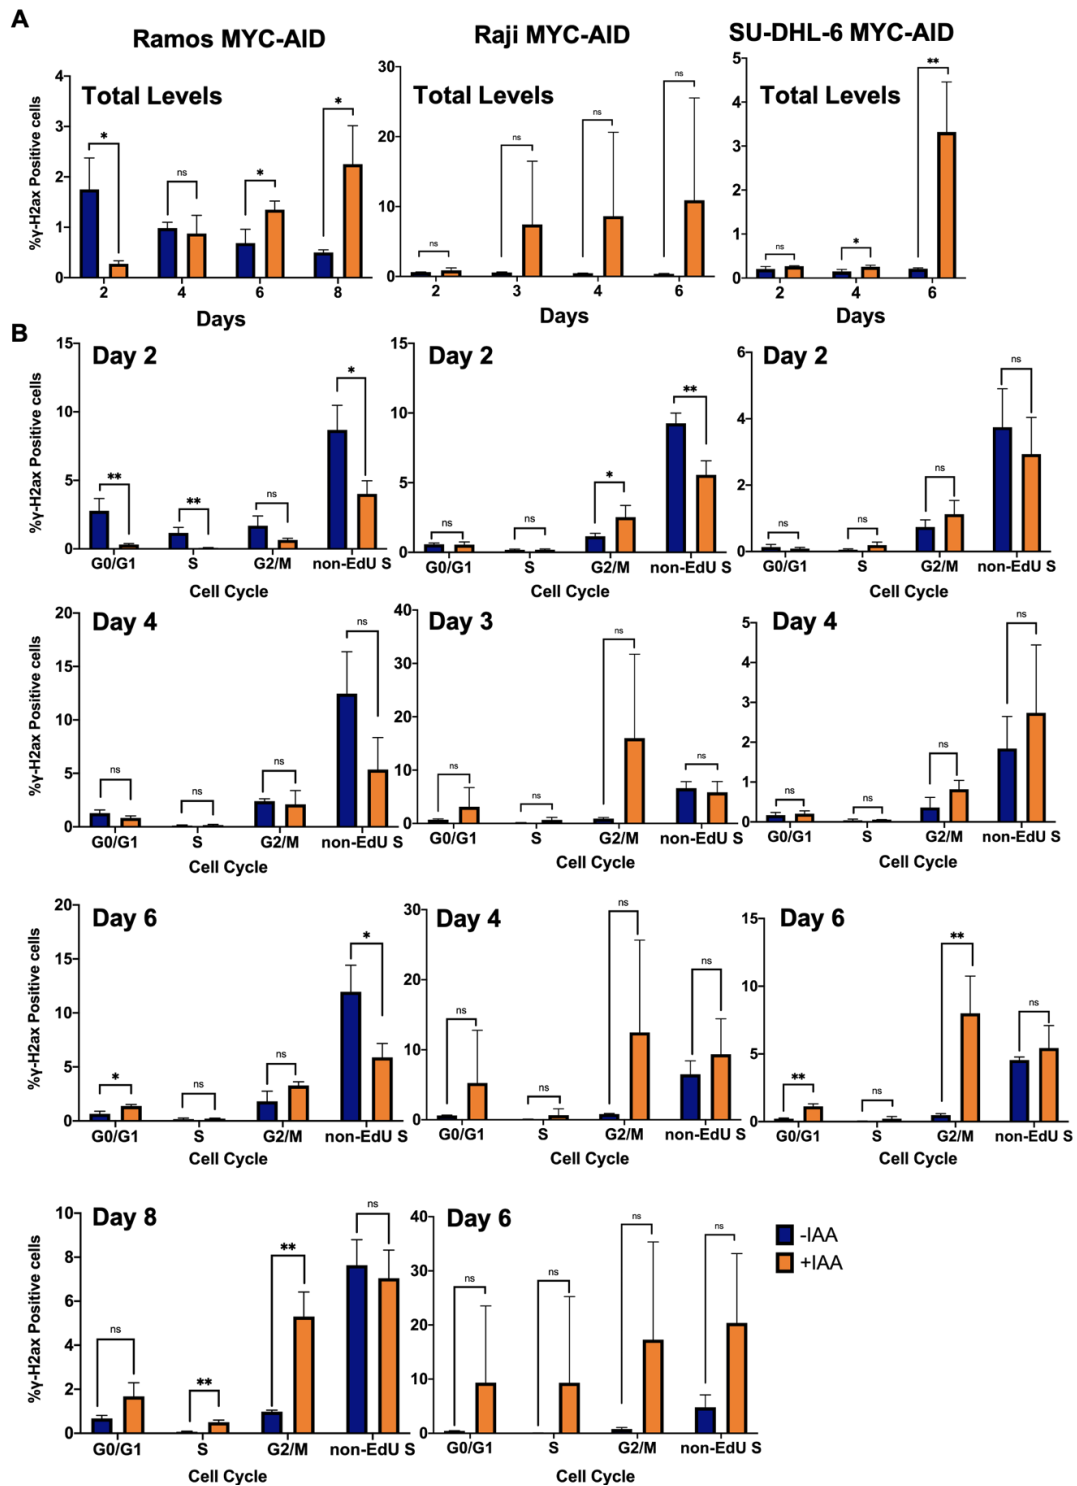 A
Ramos MYC-AID
Raji MYC-AID
SU-DHL-6 MYC-AID
%γ-H2ax Positive cells
4
3
2
1
0
Total Levels
*
ns
*
*
2 4 6 8
Days
30
20
10
0
Total Levels
ns
ns
ns
ns
2 3 4 6
Days
5
4
3
2
1
0
Total Levels
ns
*
**
2 4 6
Days
B
%γ-H2ax Positive cells
15
10
5
0
Day 2
**
**
ns
*
G0/G1 S G2/M non-EdU S
Cell Cycle
15
10
5
0
Day 2
ns
ns
*
**
G0/G1 S G2/M non-EdU S
Cell Cycle
6
4
2
0
Day 2
ns
ns
ns
ns
G0/G1 S G2/M non-EdU S
Cell Cycle
%γ-H2ax Positive cells
20
15
10
5
0
Day 4
ns
ns
ns
ns
G0/G1 S G2/M non-EdU S
Cell Cycle
40
30
20
10
0
Day 3
ns
ns
ns
ns
G0/G1 S G2/M non-EdU S
Cell Cycle
5
4
3
2
1
0
Day 4
ns
ns
ns
ns
G0/G1 S G2/M non-EdU S
Cell Cycle
%γ-H2ax Positive cells
20
15
10
5
0
Day 6
*
ns
ns
*
G0/G1 S G2/M non-EdU S
Cell Cycle
30
20
10
0
Day 4
ns
ns
ns
ns
G0/G1 S G2/M non-EdU S
Cell Cycle
15
10
5
0
Day 6
**
ns
**
ns
G0/G1 S G2/M non-EdU S
Cell Cycle
%γ-H2ax Positive cells
10
8
6
4
2
0
Day 8
ns
**
**
ns
G0/G1 S G2/M non-EdU S
Cell Cycle
40
30
20
10
0
Day 6
ns
ns
ns
ns
G0/G1 S G2/M non-EdU S
Cell Cycle
-IAA
+IAA